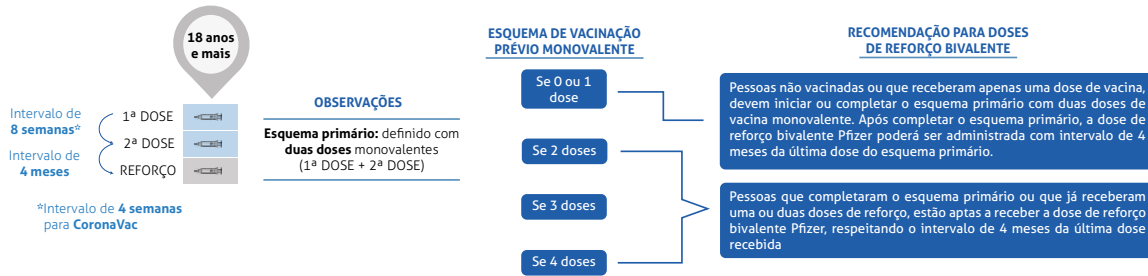 18 anos
e mais
Intervalo de
8 semanas*
Intervalo de
4 meses
1ª DOSE
2ª DOSE
REFORÇO
*Intervalo de 4 semanas
para CoronaVac
OBSERVAÇÕES
Esquema primário: definido com
duas doses monovalentes
(1ª DOSE + 2ª DOSE)
ESQUEMA DE VACINAÇÃO
PRÉVIO MONOVALENTE
Se 0 ou 1
dose
Se 2 doses
Se 3 doses
Se 4 doses
RECOMENDAÇÃO PARA DOSES
DE REFORÇO BIVALENTE
Pessoas não vacinadas ou que receberam apenas uma dose de vacina,
devem iniciar ou completar o esquema primário com duas doses de
vacina monovalente. Após completar o esquema primário, a dose de
reforço bivalente Pfizer poderá ser administrada com intervalo de 4
meses da última dose do esquema primário.
Pessoas que completaram o esquema primário ou que já receberam
uma ou duas doses de reforço, estão aptas a receber a dose de reforço
bivalente Pfizer, respeitando o intervalo de 4 meses da última dose
recebida